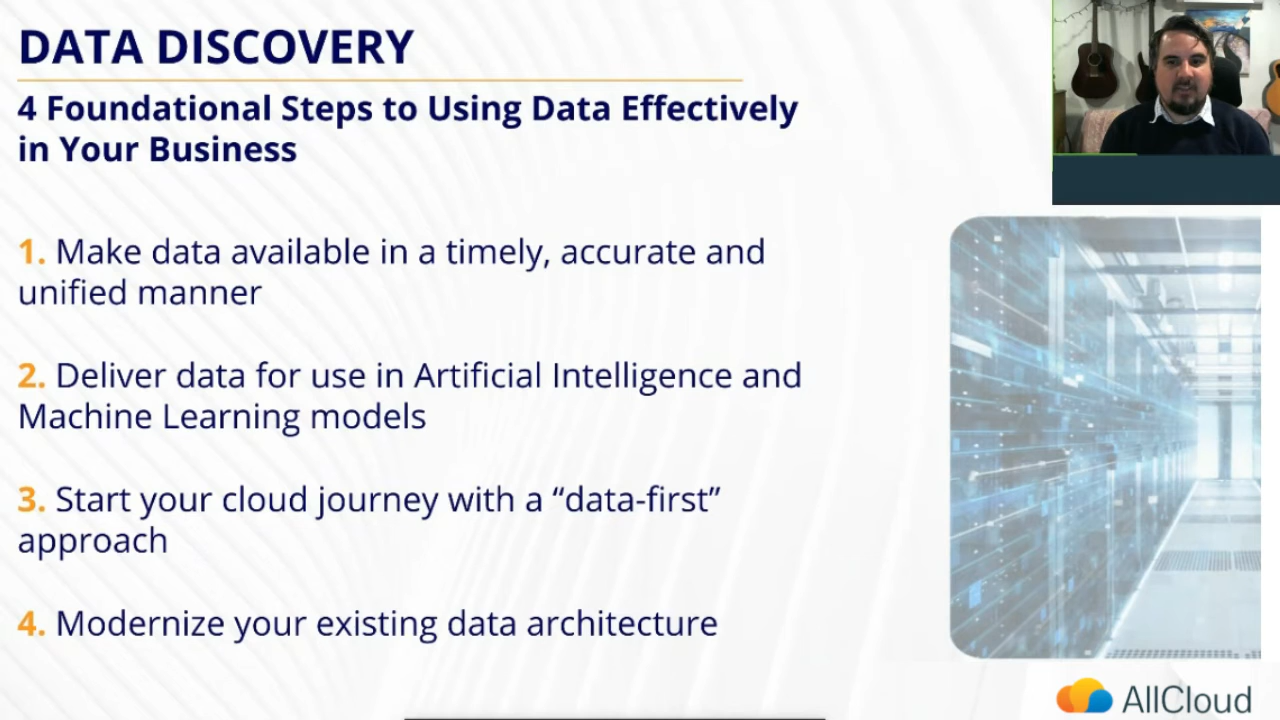 DATA DISCOVERY
4 Foundational Steps to Using Data Effectively
in Your Business
1. Make data available in a timely, accurate and
unified manner
2. Deliver data for use in Artificial Intelligence and
Machine Learning models
3. Start your cloud journey with a “data-first”
approach
4. Modernize your existing data architecture
AllCloud